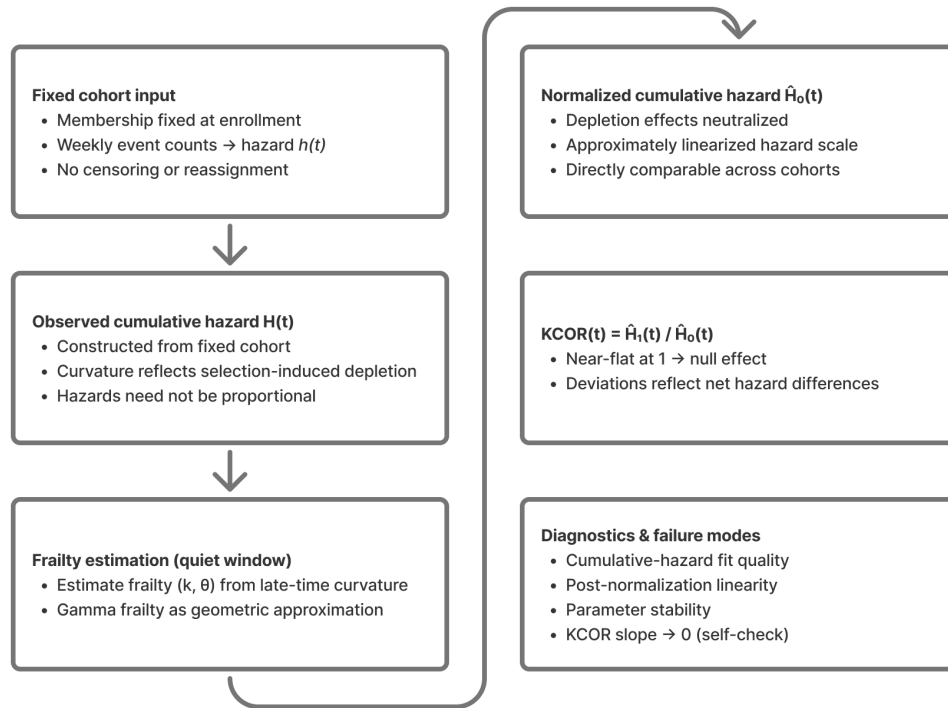 Fixed cohort input
• Membership fixed at enrollment
• Weekly event counts → hazard h(t)
• No censoring or reassignment
Observed cumulative hazard H(t)
• Constructed from fixed cohort
• Curvature reflects selection-induced depletion
• Hazards need not be proportional
Frailty estimation (quiet window)
• Estimate frailty (k, θ) from late-time curvature
• Gamma frailty as geometric approximation
Normalized cumulative hazard Ĥ₀(t)
• Depletion effects neutralized
• Approximately linearized hazard scale
• Directly comparable across cohorts
KCOR(t) = Ĥ₁(t) / Ĥ₀(t)
• Near-flat at 1 → null effect
• Deviations reflect net hazard differences
Diagnostics & failure modes
• Cumulative-hazard fit quality
• Post-normalization linearity
• Parameter stability
• KCOR slope → 0 (self-check)